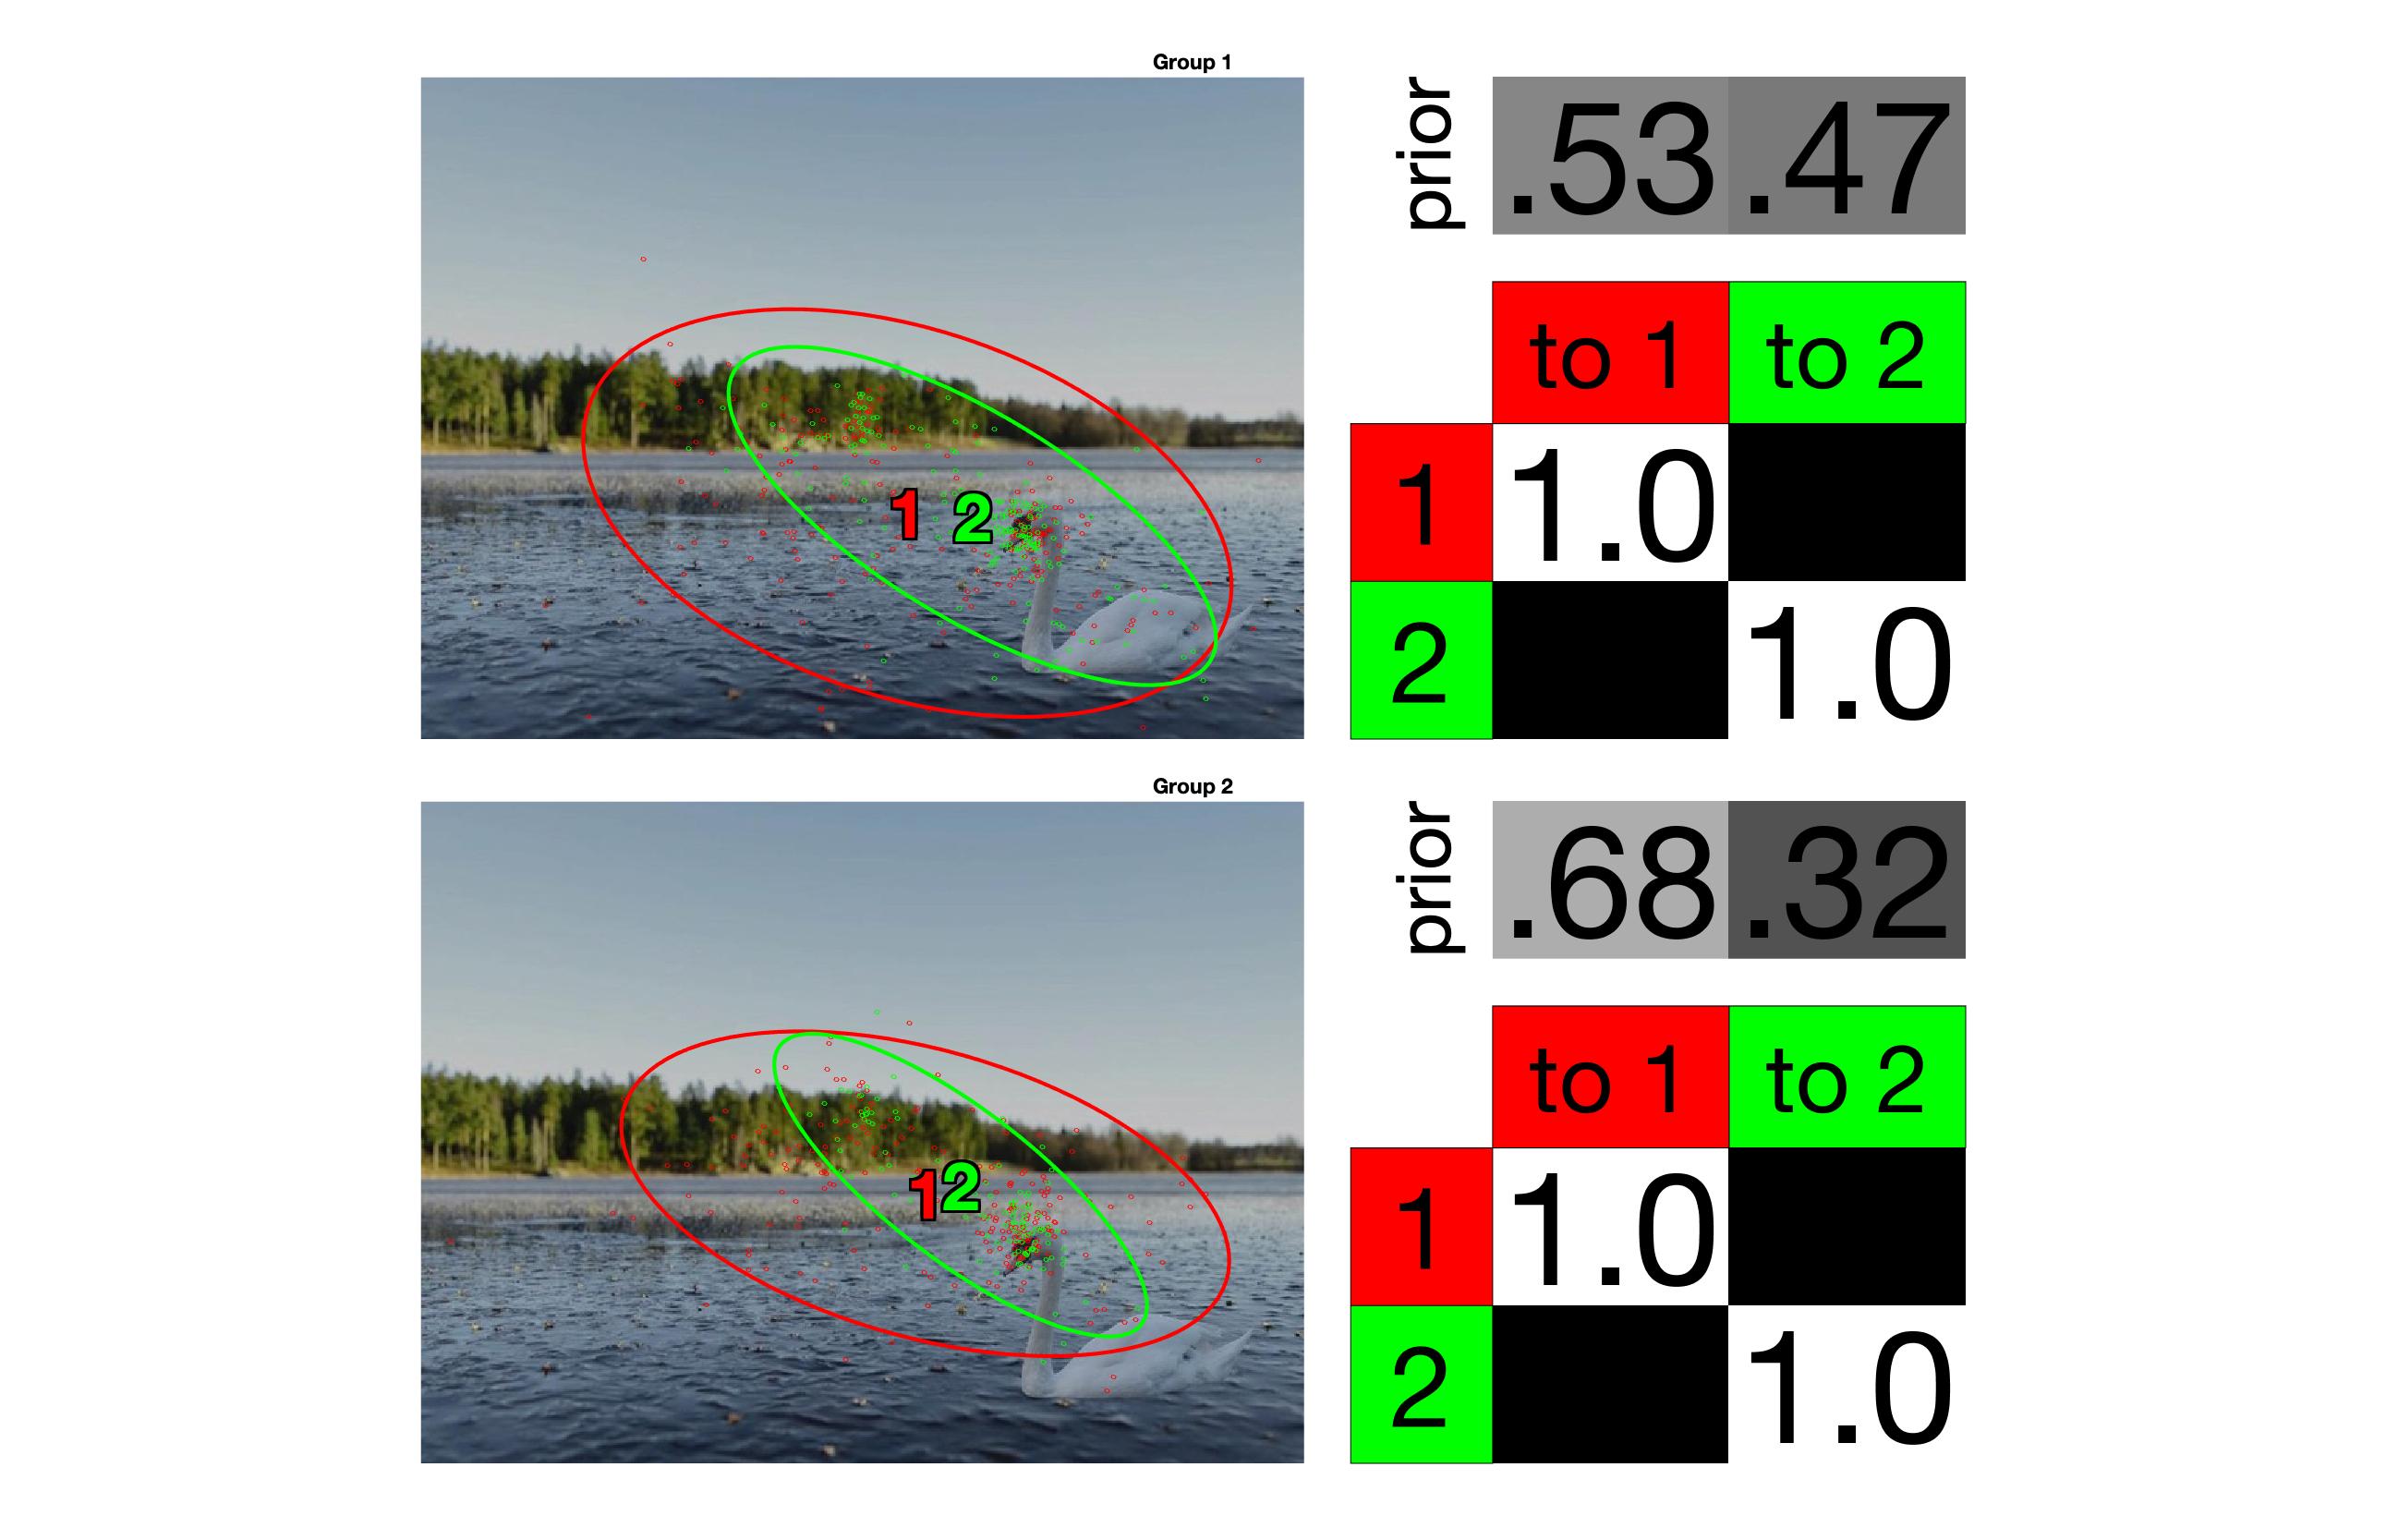 Group 1
prior
.53 .47
to 1 to 2
1 2
1 1.0
2 1.0
Group 2
prior
.68 .32
to 1 to 2
1 2
1 1.0
2 1.0